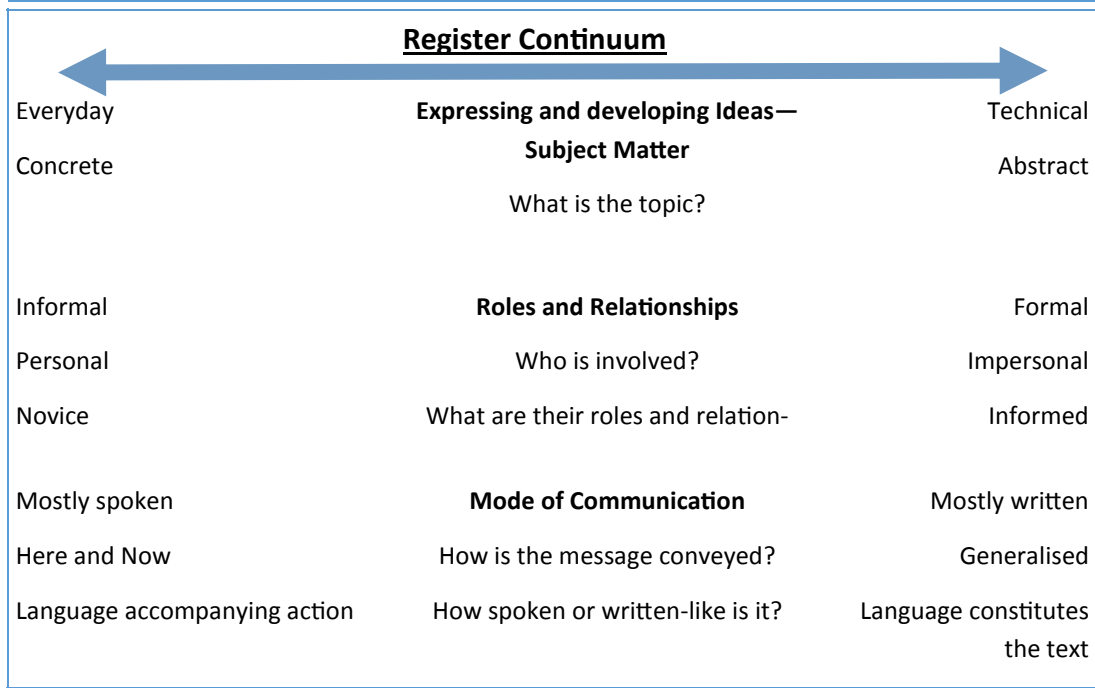 Register Continuum
Everyday Expressing and developing Ideas— Technical
Subject Matter
Concrete Abstract
What is the topic?
Informal Roles and Relationships Formal
Personal Who is involved? Impersonal
Novice What are their roles and relation- Informed
Mostly spoken Mode of Communication Mostly written
Here and Now How is the message conveyed? Generalised
Language accompanying action How spoken or written-like is it? Language constitutes
the text